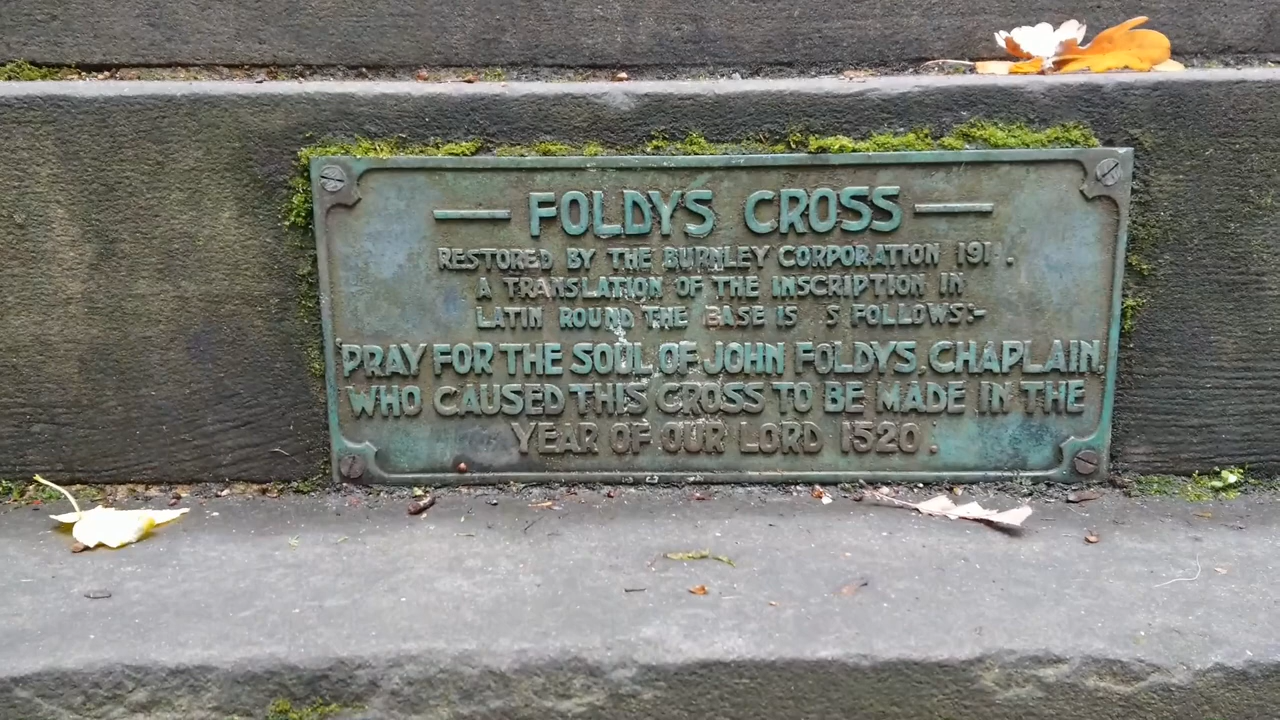 FOLDYS CROSS
RESTORED BY THE BURNLEY CORPORATION
A TRANSLATION OF THE INSCRIPTION IN
LATIN ROUND THE BASE IS S FOLLOWS:-
PRAY FOR THE SOUL OF JOHN FOLDYS, CHAPLAIN,
WHO CAUSED THIS CROSS TO BE MADE IN THE
YEAR OF OUR LORD 1520.